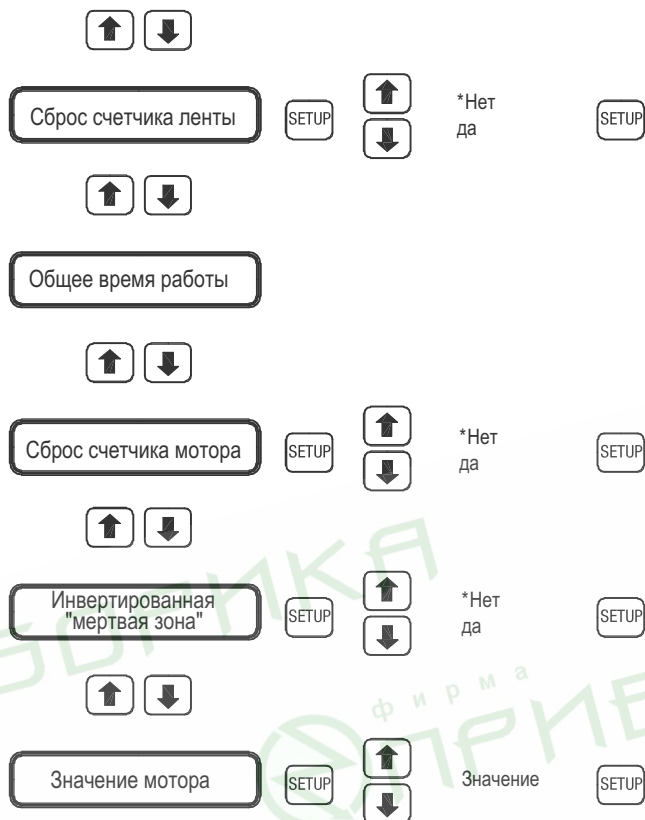 Сброс счетчика ленты SETUP *Нет SETUP
да
Общее время работы
Сброс счетчика мотора SETUP *Нет SETUP
да
Инвертированная
"мертвая зона" SETUP *Нет SETUP
да
фирма
Значение мотора SETUP Значение SETUP